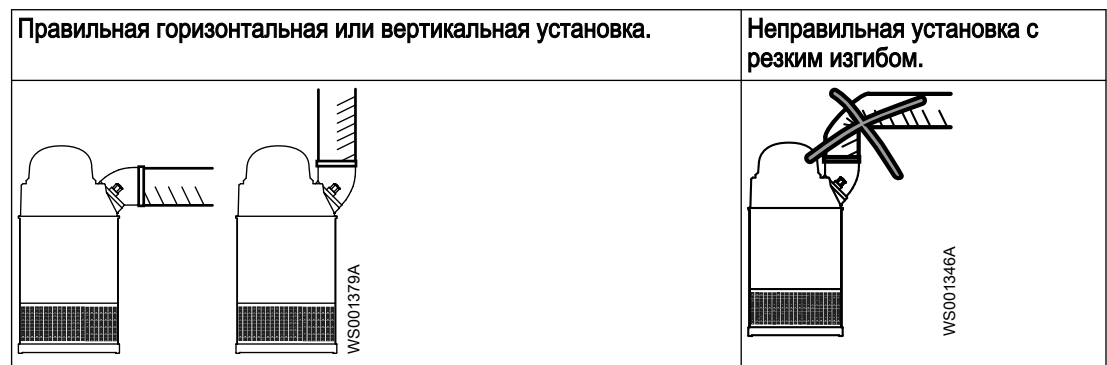 Правильная горизонтальная или вертикальная установка.
Неправильная установка с
резким изгибом.
WS001379A
WS001346A